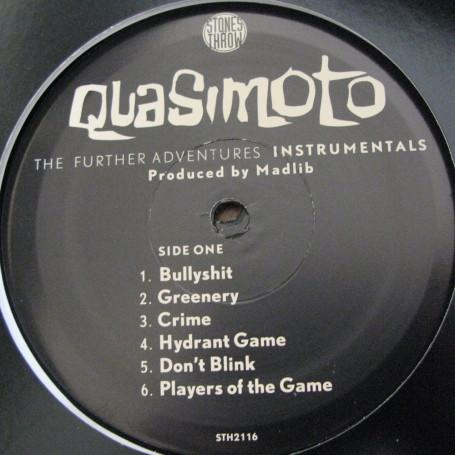 STONES
THROW
QUASIMOTO
THE FURTHER ADVENTURES INSTRUMENTALS
Produced by Madlib
SIDE ONE
1. Bullyshit
2. Greenery
3. Crime
4. Hydrant Game
5. Don't Blink
6. Players of the Game
STH2116